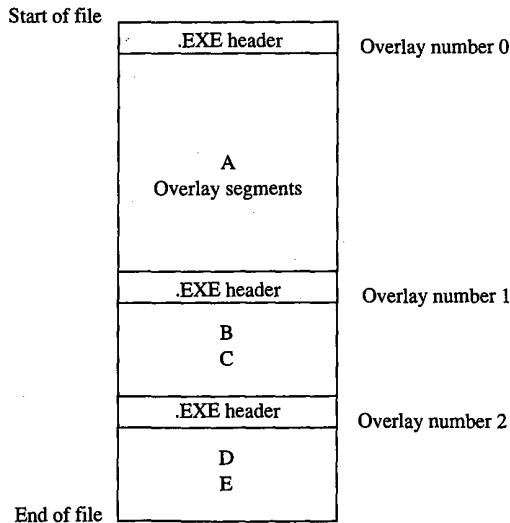 Start of file
.EXE header
Overlay number 0
A
Overlay segments
.EXE header
Overlay number 1
B
C
.EXE header
Overlay number 2
D
E
End of file